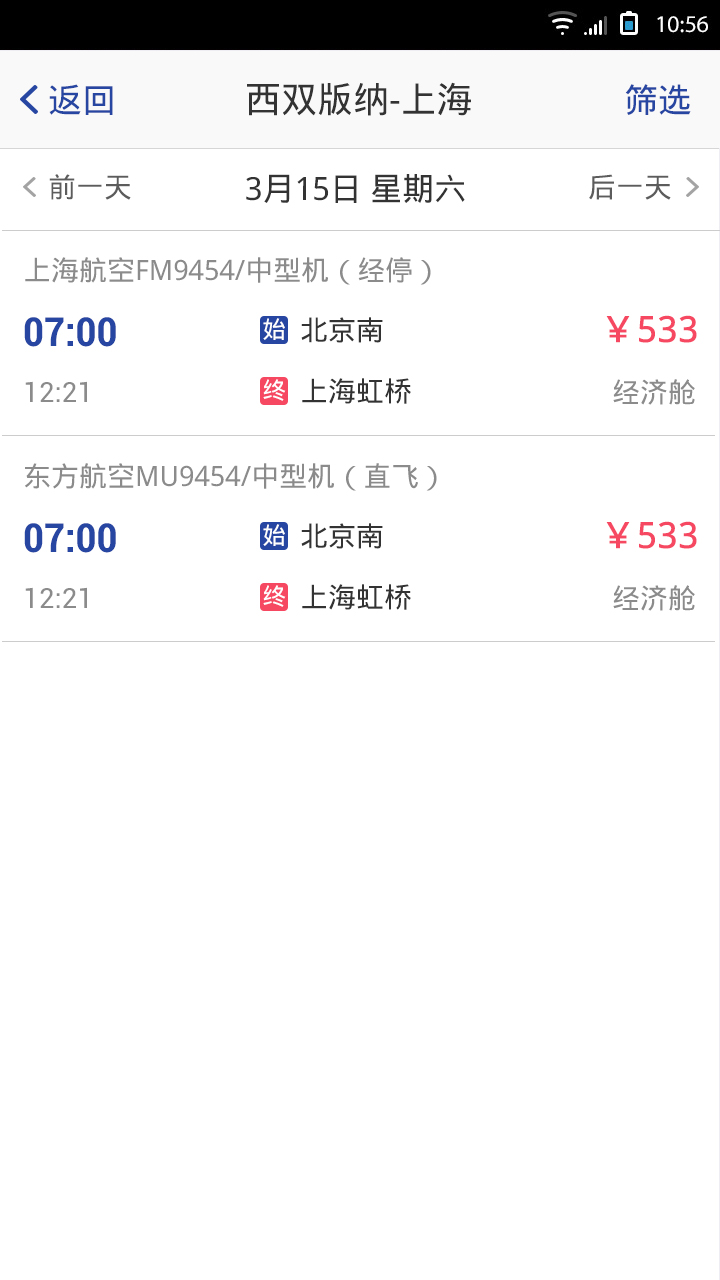 10:56
返回 西双版纳-上海 筛选
前一天 3月15日 星期六 后一天
上海航空FM9454/中型机（经停）
07:00 始 北京南 ￥533
12:21 终 上海虹桥 经济舱
东方航空MU9454/中型机（直飞）
07:00 始 北京南 ￥533
12:21 终 上海虹桥 经济舱